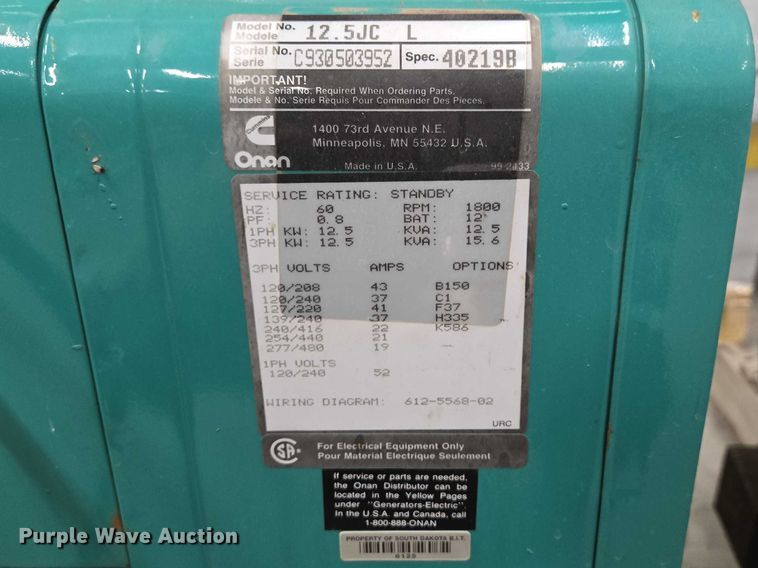 Model No. 12.5JC L
Modele
Serial No. C930503952 Spec. 40219B
Serie
IMPORTANT!
Model & Serial No. Required When Ordering Parts.
Modele & No. Serie Requis Pour Commander Des Pieces.
Onan
1400 73rd Avenue N.E.
Minneapolis, MN 55432 U.S.A.
Made in U.S.A. 99-2433
SERVICE RATING: STANDBY
HZ: 60 RPM: 1800
PF: 0.8 BAT: 12
1PH KW: 12.5 KVA: 12.5
3PH KW: 12.5 KVA: 15.6
3PH VOLTS AMPS OPTIONS
120/208 43 B150
120/240 37 C1
127/220 41 F37
139/240 37 H335
240/416 22 K586
254/440 21
277/480 19
1PH VOLTS
120/240 52
WIRING DIAGRAM: 612-5568-02
URC
For Electrical Equipment Only
Pour Material Electrique Seulement
If service or parts are needed,
the Onan Distributor can be
located in the Yellow Pages
under "Generators-Electric".
In the U.S.A. and Canada, call
1-800-888-ONAN
PROPERTY OF SOUTH DAKOTA B.I.T.
6125
Purple Wave Auction